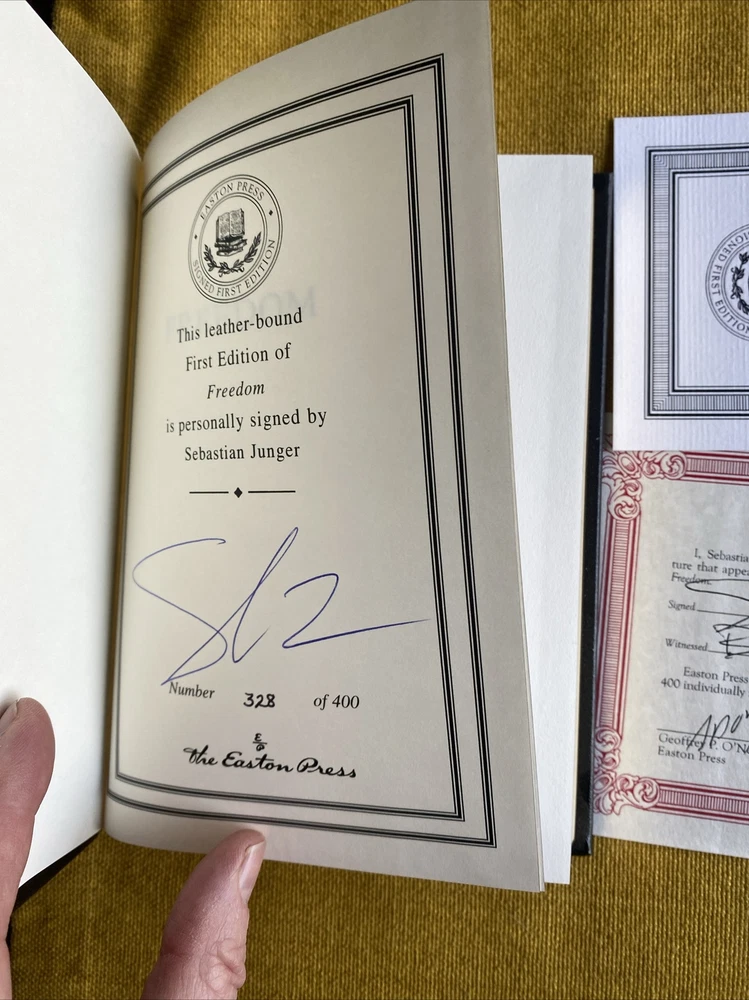 EASTON PRESS
SIGNED FIRST EDITION
This leather-bound
First Edition of
Freedom
is personally signed by
Sebastian Junger
Number 328 of 400
E/P
the Easton Press
SIGNED FIRST EDITION
I, Sebastia
ture that appea
Freedom.
Signed
Witnessed
Easton Press
400 individually
Geoffrey P. O'N
Easton Press